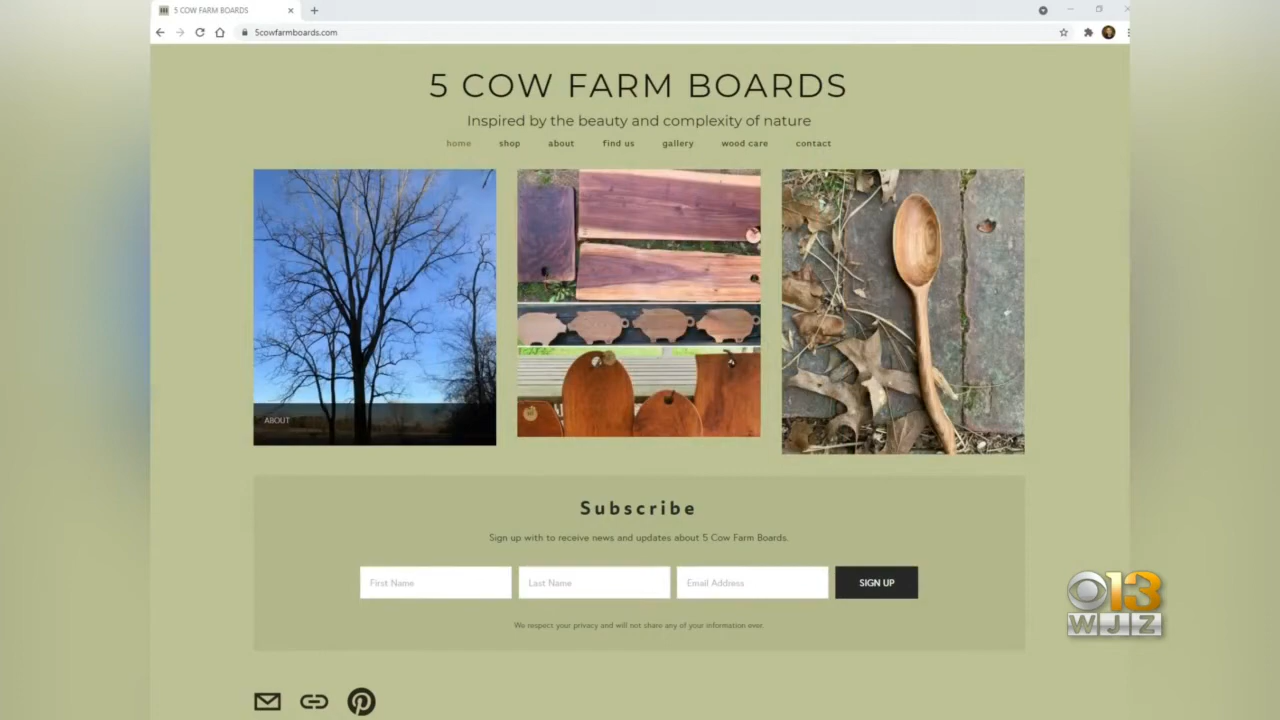 5 COW FARM BOARDS
5cowfarmboards.com
5 COW FARM BOARDS
Inspired by the beauty and complexity of nature
home shop about find us gallery wood care contact
ABOUT
Subscribe
Sign up with to receive news and updates about 5 Cow Farm Boards.
First Name Last Name Email Address SIGN UP
We respect your privacy and will not share any of your information ever.
13
WJZ